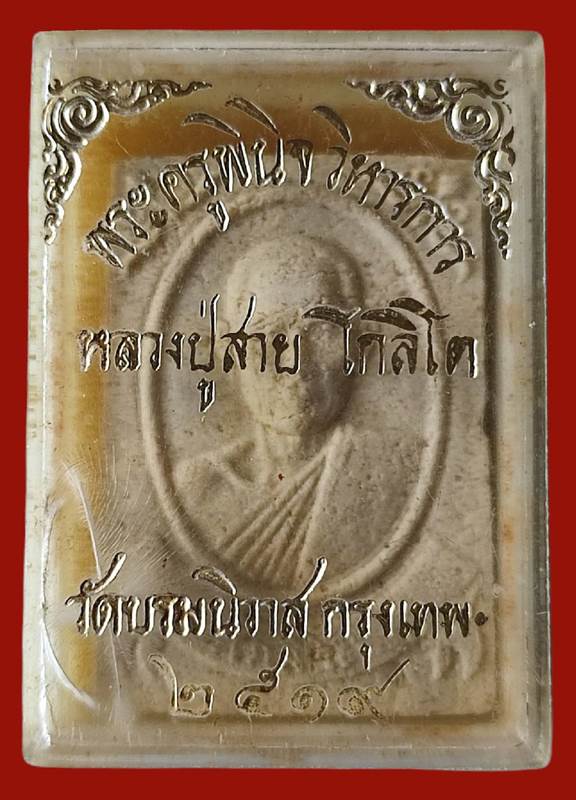 พระครูพินิจวิหารการ
หลวงปู่สาย โกลิโต
วัดบรมนิวาส กรุงเทพฯ
๒๕๑๙